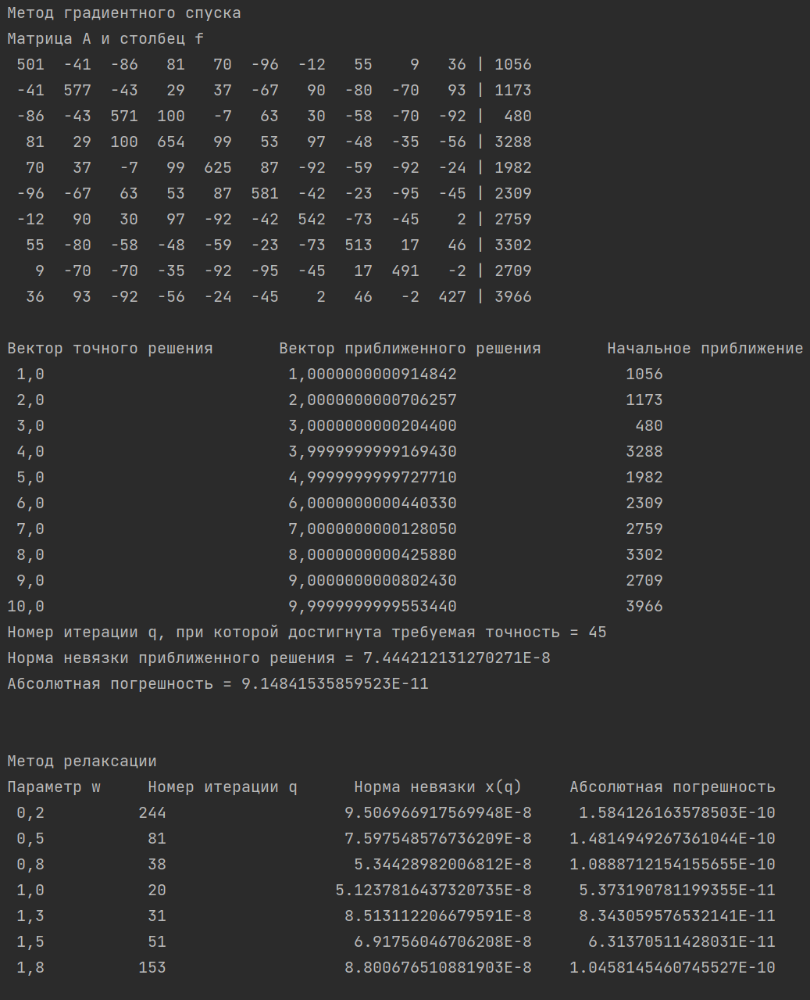 Метод градиентного спуска
Матрица A и столбец f
501 -41 -86 81 70 -96 -12 55 9 36 | 1056
-41 577 -43 29 37 -67 90 -80 -70 93 | 1173
-86 -43 571 100 -7 63 30 -58 -70 -92 | 480
81 29 100 654 99 53 97 -48 -35 -56 | 3288
70 37 -7 99 625 87 -92 -59 -92 -24 | 1982
-96 -67 63 53 87 581 -42 -23 -95 -45 | 2309
-12 90 30 97 -92 -42 542 -73 -45 2 | 2759
55 -80 -58 -48 -59 -23 -73 513 17 46 | 3302
9 -70 -70 -35 -92 -95 -45 17 491 -2 | 2709
36 93 -92 -56 -24 -45 2 46 -2 427 | 3966
Вектор точного решения Вектор приближенного решения Начальное приближение
1,0 1,0000000000914842 1056
2,0 2,0000000000706257 1173
3,0 3,0000000000204400 480
4,0 3,9999999999169430 3288
5,0 4,9999999999727710 1982
6,0 6,0000000000440330 2309
7,0 7,0000000000128050 2759
8,0 8,0000000000425880 3302
9,0 9,0000000000802430 2709
10,0 9,9999999999553440 3966
Номер итерации q, при которой достигнута требуемая точность = 45
Норма невязки приближенного решения = 7.444212131270271E-8
Абсолютная погрешность = 9.14841535859523E-11
Метод релаксации
Параметр w Номер итерации q Норма невязки x(q) Абсолютная погрешность
0,2 244 9.506966917569948E-8 1.584126163578503E-10
0,5 81 7.597548576736209E-8 1.4814949267361044E-10
0,8 38 5.34428982006812E-8 1.0888712154155655E-10
1,0 20 5.1237816437320735E-8 5.373190781199355E-11
1,3 31 8.513112206679591E-8 8.343059576532141E-11
1,5 51 6.91756046706208E-8 6.31370511428031E-11
1,8 153 8.800676510881903E-8 1.0458145460745527E-10